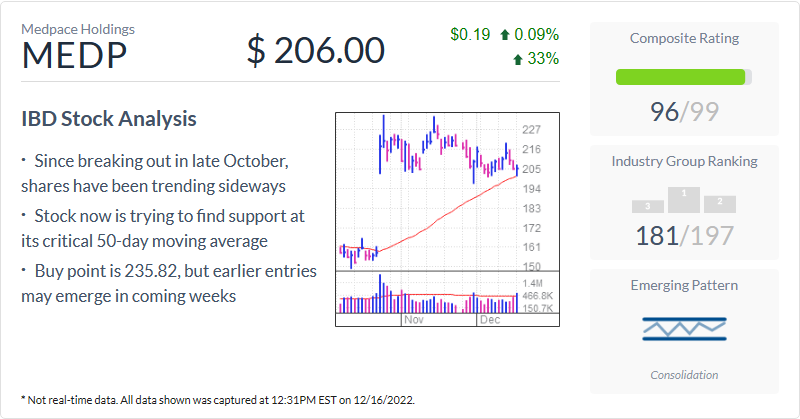 Medpace Holdings
MEDP
$ 206.00
$0.19 0.09%
33%
IBD Stock Analysis
· Since breaking out in late October,
shares have been trending sideways
· Stock now is trying to find support at
its critical 50-day moving average
· Buy point is 235.82, but earlier entries
may emerge in coming weeks
227
216
205
194
183
172
161
150
1.4M
466.8K
150.7K
Nov Dec
Composite Rating
96/99
Industry Group Ranking
3 1 2
181/197
Emerging Pattern
Consolidation
* Not real-time data. All data shown was captured at 12:31PM EST on 12/16/2022.